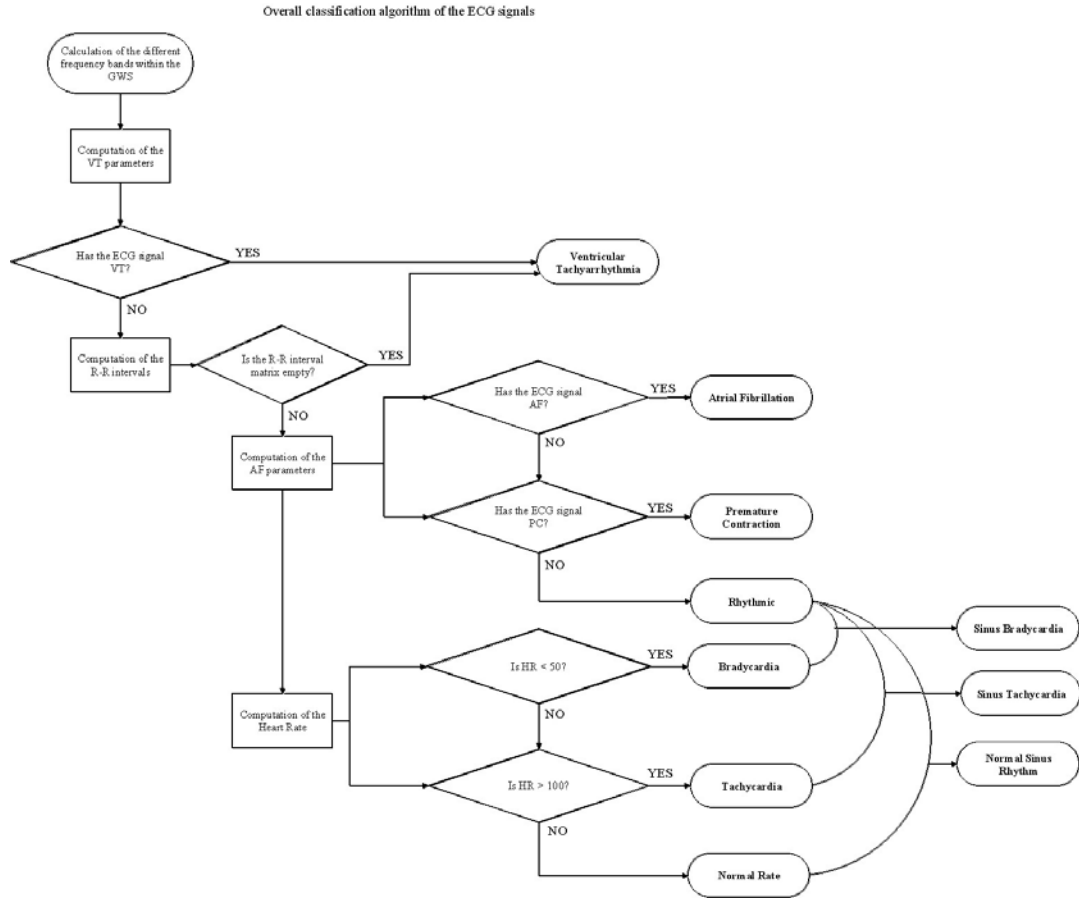 Overall classification algorithm of the ECG signals
Calculation of the different
frequency bands within the
GWS
Computation of the
VT parameters
Has the ECG signal
VT?
YES
Ventricular
Tachyarrhythmia
NO
Computation of the
R-R intervals
Is the R-R interval
matrix empty?
YES
NO
Has the ECG signal
AF?
YES
Atrial Fibrillation
NO
Computation of the
AF parameters
Has the ECG signal
PC?
YES
Premature
Contraction
NO
Rhythmic
Sinus Bradycardia
Is HR < 50?
YES
Bradycardia
Sinus Tachycardia
Computation of the
Heart Rate
NO
Normal Sinus
Rhythm
Is HR > 100?
YES
Tachycardia
NO
Normal Rate